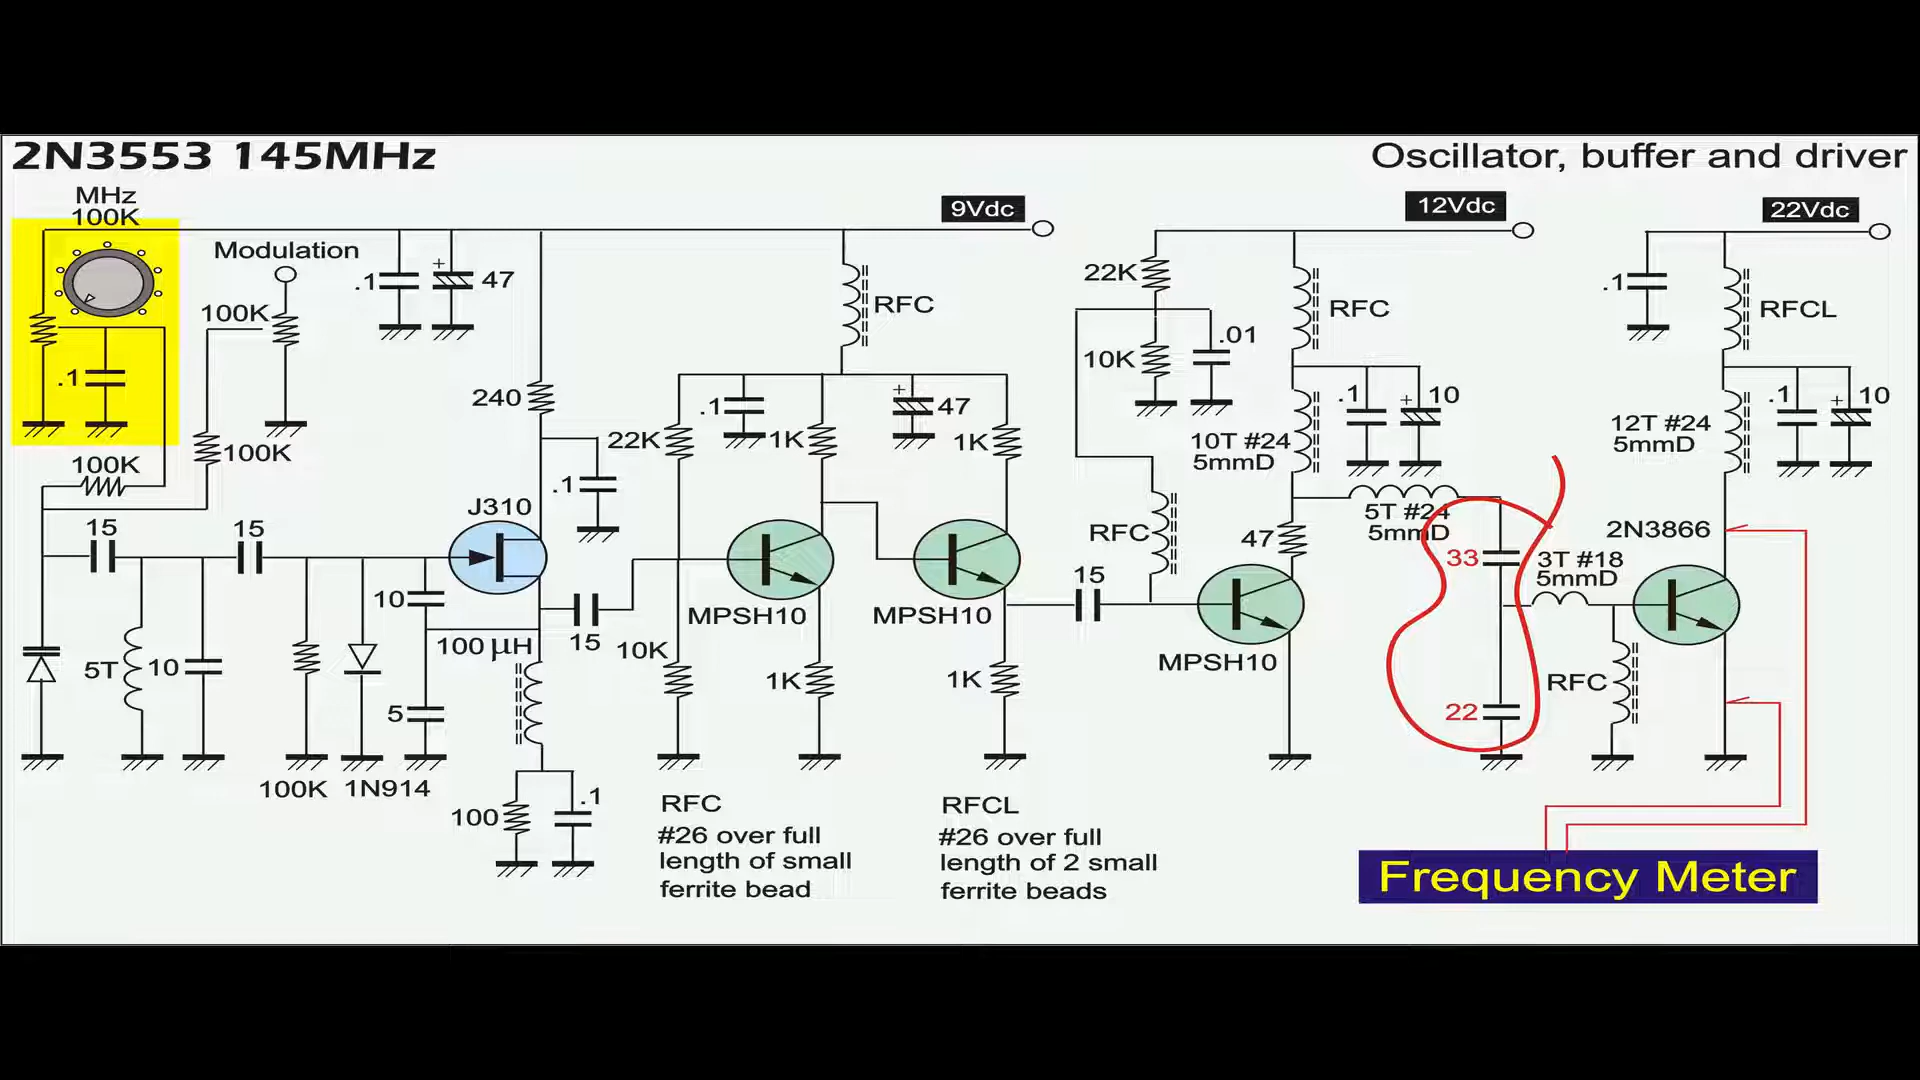 2N3553 145MHz
Oscillator, buffer and driver
MHz
100K
9Vdc
12Vdc
22Vdc
Modulation
100K
.1
+
47
RFC
22K
RFC
.1
RFCL
.1
240
22K
.1
1K
+
47
1K
10K
.01
10T #24
5mmD
.1
+
10
12T #24
5mmD
.1
+
10
100K
100K
.1
J310
15
15
10
5T
10
100 µH
15
10K
MPSH10
MPSH10
1K
1K
RFC
15
47
MPSH10
5T #24
5mmD
33
3T #18
5mmD
2N3866
RFC
22
5
100K
1N914
100
.1
RFC
#26 over full
length of small
ferrite bead
RFCL
#26 over full
length of 2 small
ferrite beads
Frequency Meter